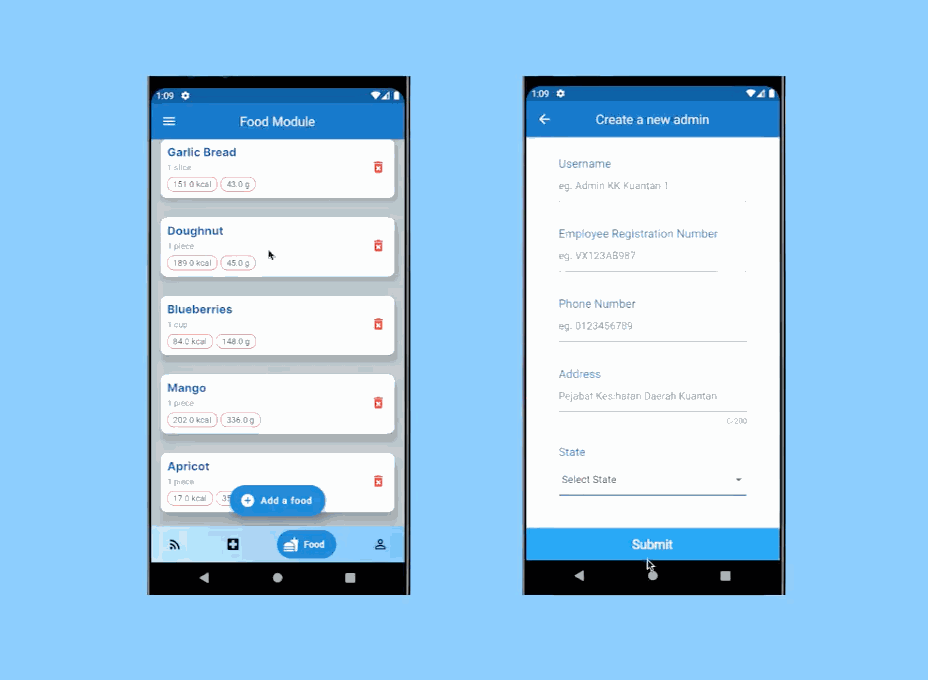 1:09
Food Module
Garlic Bread
1 slice
151.0 kcal 43.0 g
Doughnut
1 piece
189.0 kcal 45.0 g
Blueberries
1 cup
84.0 kcal 148.0 g
Mango
1 piece
202.0 kcal 336.0 g
Apricot
1 piece
17.0 kcal
Add a food
Food
1:09
Create a new admin
Username
eg. Admin KK Kuantan 1
Employee Registration Number
eg. VX123AB987
Phone Number
eg. 0123456789
Address
Pejabat Kesihatan Daerah Kuantan
0/200
State
Select State
Submit